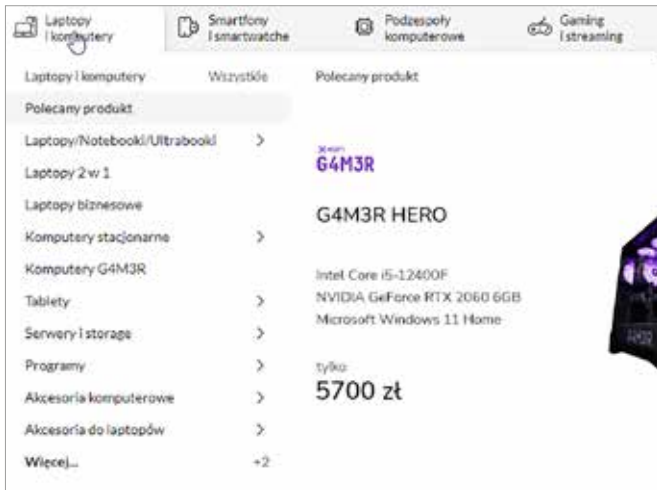 Laptopy
i komputery
Smartfony
i smartwatche
Podzespoły
komputerowe
Gaming
i streaming
Laptopy i komputery
Wszystkie
Polecany produkt
Polecany produkt
Laptopy/Notebooki/Ultrabooki
Laptopy 2 w 1
Laptopy biznesowe
Komputery stacjonarne
Komputery G4M3R
Tablety
Serwery i storage
Programy
Akcesoria komputerowe
Akcesoria do laptopów
Więcej...
+2
G4M3R
G4M3R HERO
Intel Core i5-12400F
NVIDIA GeForce RTX 2060 6GB
Microsoft Windows 11 Home
tylko
5700 zł